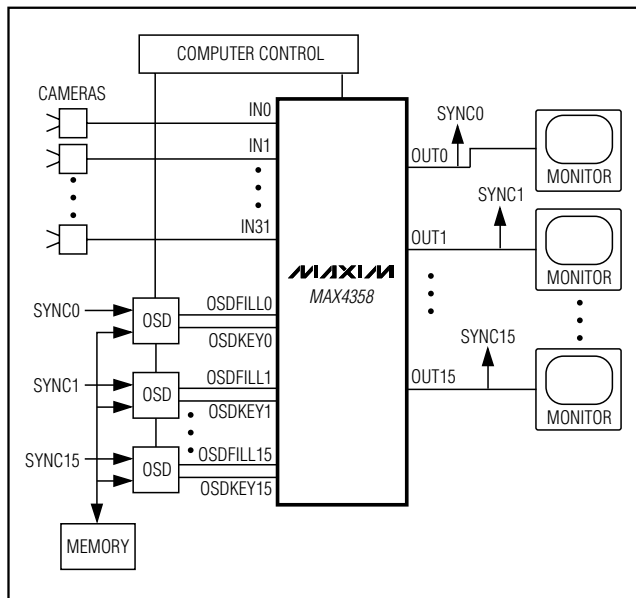 COMPUTER CONTROL
CAMERAS
IN0
IN1
IN31
SYNC0
OUT0
MONITOR
SYNC1
OUT1
MONITOR
MAXIM
MAX4358
SYNC15
OUT15
MONITOR
SYNC0
OSD
OSDFILL0
OSDKEY0
SYNC1
OSD
OSDFILL1
OSDKEY1
SYNC15
OSD
OSDFILL15
OSDKEY15
MEMORY